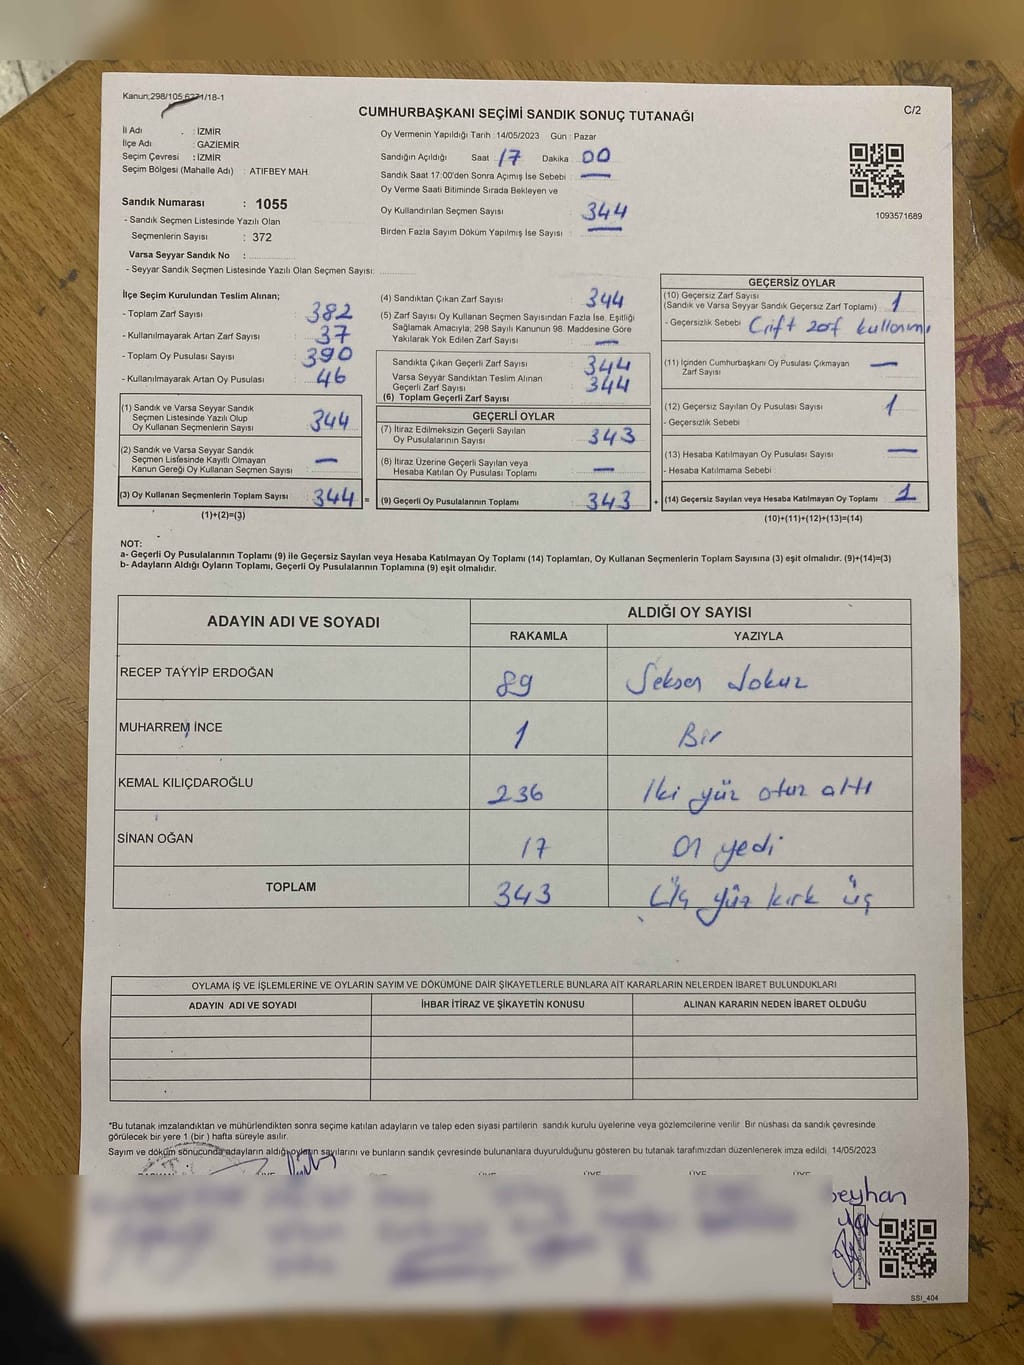 Kanun:298/105 6271/18-1
CUMHURBAŞKANI SEÇİMİ SANDIK SONUÇ TUTANAĞI
C/2
İl Adı : İZMİR
İlçe Adı : GAZİEMİR
Seçim Çevresi : İZMİR
Seçim Bölgesi (Mahalle Adı) : ATIFBEY MAH.
Sandık Numarası : 1055
- Sandık Seçmen Listesinde Yazılı Olan
Seçmenlerin Sayısı : 372
Varsa Seyyar Sandık No :
- Seyyar Sandık Seçmen Listesinde Yazılı Olan Seçmen Sayısı:
Oy Vermenin Yapıldığı Tarih : 14/05/2023 Gün : Pazar
Sandığın Açıldığı Saat 17 Dakika 00
Sandık Saat 17:00'den Sonra Açımış İse Sebebi : —
Oy Verme Saati Bitiminde Sırada Bekleyen ve
Oy Kullandırılan Seçmen Sayısı : 344
Birden Fazla Sayım Döküm Yapılmış İse Sayısı : —
1093571689
İlçe Seçim Kurulundan Teslim Alınan;
- Toplam Zarf Sayısı : 382
- Kullanılmayarak Artan Zarf Sayısı : 37
- Toplam Oy Pusulası Sayısı : 390
- Kullanılmayarak Artan Oy Pusulası : 46
(1) Sandık ve Varsa Seyyar Sandık
Seçmen Listesinde Yazılı Olup
Oy Kullanan Seçmenlerin Sayısı : 344
(2) Sandık ve Varsa Seyyar Sandık
Seçmen Listesinde Kayıtlı Olmayan
Kanun Gereği Oy Kullanan Seçmen Sayısı : —
(3) Oy Kullanan Seçmenlerin Toplam Sayısı : 344 =
(1)+(2)=(3)
(4) Sandıktan Çıkan Zarf Sayısı : 344
(5) Zarf Sayısı Oy Kullanan Seçmen Sayısından Fazla İse, Eşitliği
Sağlamak Amacıyla; 298 Sayılı Kanunun 98. Maddesine Göre
Yakılarak Yok Edilen Zarf Sayısı : —
Sandıkta Çıkan Geçerli Zarf Sayısı : 344
Varsa Seyyar Sandıktan Teslim Alınan
Geçerli Zarf Sayısı : 344
(6) Toplam Geçerli Zarf Sayısı
GEÇERLİ OYLAR
(7) İtiraz Edilmeksizin Geçerli Sayılan
Oy Pusulalarının Sayısı : 343
(8) İtiraz Üzerine Geçerli Sayılan veya
Hesaba Katılan Oy Pusulası Toplamı : —
(9) Geçerli Oy Pusulalarının Toplamı : 343 +
GEÇERSİZ OYLAR
(10) Geçersiz Zarf Sayısı
(Sandık ve Varsa Seyyar Sandık Geçersiz Zarf Toplamı) : 1
- Geçersizlik Sebebi : Çift zarf kullanımı
(11) İçinden Cumhurbaşkanı Oy Pusulası Çıkmayan
Zarf Sayısı : —
(12) Geçersiz Sayılan Oy Pusulası Sayısı : 1
- Geçersizlik Sebebi :
(13) Hesaba Katılmayan Oy Pusulası Sayısı : —
- Hesaba Katılmama Sebebi :
(14) Geçersiz Sayılan veya Hesaba Katılmayan Oy Toplamı : 1
(10)+(11)+(12)+(13)=(14)
NOT:
a- Geçerli Oy Pusulalarının Toplamı (9) ile Geçersiz Sayılan veya Hesaba Katılmayan Oy Toplamı (14) Toplamları, Oy Kullanan Seçmenlerin Toplam Sayısına (3) eşit olmalıdır. (9)+(14)=(3)
b- Adayların Aldığı Oyların Toplamı, Geçerli Oy Pusulalarının Toplamına (9) eşit olmalıdır.
ADAYIN ADI VE SOYADI ALDIĞI OY SAYISI
RAKAMLA YAZIYLA
RECEP TAYYİP ERDOĞAN 89 Seksen dokuz
MUHARREM İNCE 1 Bir
KEMAL KILIÇDAROĞLU 236 İki yüz otuz altı
SİNAN OĞAN 17 On yedi
TOPLAM 343 Üç yüz kırk üç
OYLAMA İŞ VE İŞLEMLERİNE VE OYLARIN SAYIM VE DÖKÜMÜNE DAİR ŞİKAYETLERLE BUNLARA AİT KARARLARIN NELERDEN İBARET BULUNDUKLARI
ADAYIN ADI VE SOYADI İHBAR İTİRAZ VE ŞİKAYETİN KONUSU ALINAN KARARIN NEDEN İBARET OLDUĞU
*Bu tutanak imzalandıktan ve mühürlendikten sonra seçime katılan adayların ve talep eden siyasi partilerin sandık kurulu üyelerine veya gözlemcilerine verilir. Bir nüshası da sandık çevresinde
görülecek bir yere 1 (bir ) hafta süreyle asılır.
Sayım ve döküm sonucunda adayların aldığı oyların sayılarını ve bunların sandık çevresinde bulunanlara duyurulduğunu gösteren bu tutanak tarafımızdan düzenlenerek imza edildi. 14/05/2023
SSİ_404